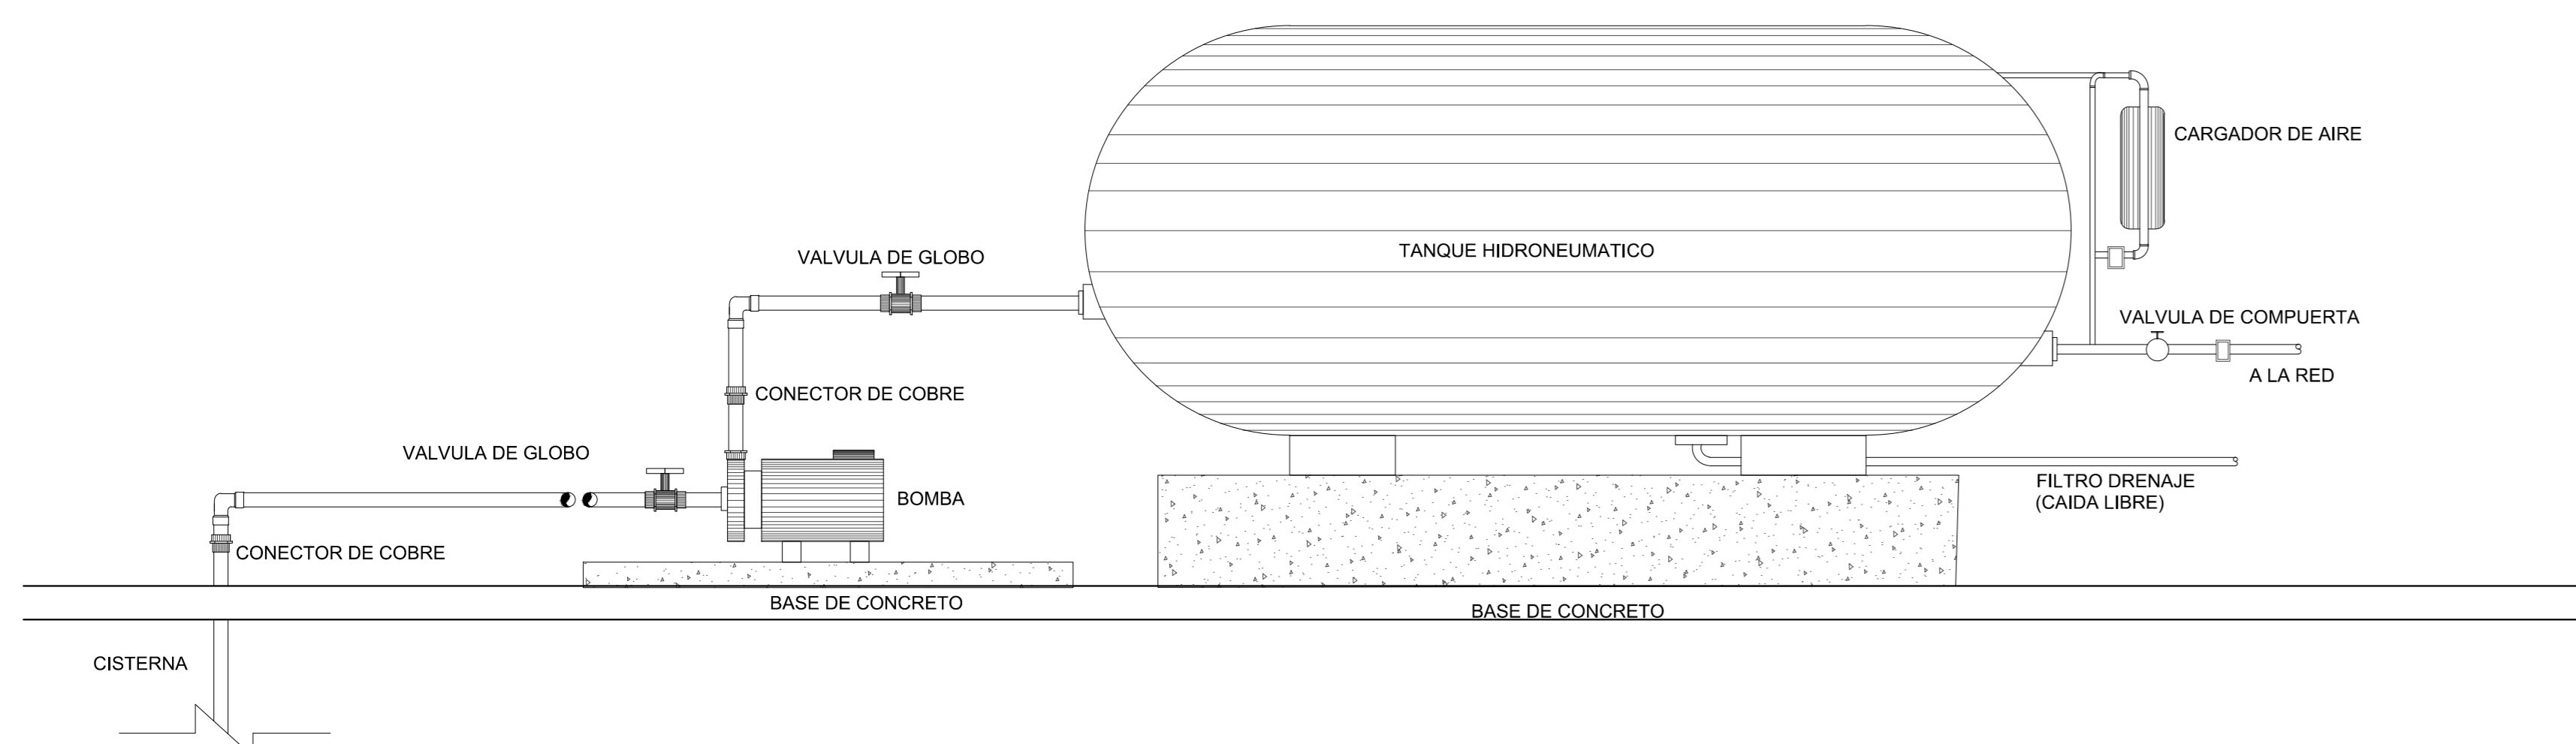 CARGADOR DE AIRE
TANQUE HIDRONEUMATICO
VALVULA DE GLOBO
VALVULA DE COMPUERTA
A LA RED
CONECTOR DE COBRE
VALVULA DE GLOBO
BOMBA
FILTRO DRENAJE
(CAIDA LIBRE)
CONECTOR DE COBRE
BASE DE CONCRETO
BASE DE CONCRETO
CISTERNA